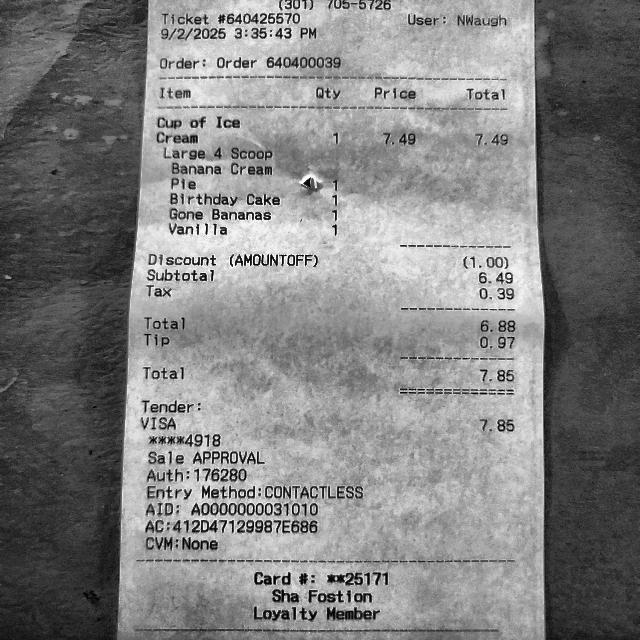 (301) 705-5726
Ticket #640425570 User: NWaugh
9/2/2025 3:35:43 PM
Order: Order 640400039
Item Qty Price Total
Cup of Ice
Cream 1 7.49 7.49
Large 4 Scoop
Banana Cream
Pie 1
Birthday Cake 1
Gone Bananas 1
Vanilla 1
Discount (AMOUNTOFF) (1.00)
Subtotal 6.49
Tax 0.39
Total 6.88
Tip 0.97
Total 7.85
Tender:
VISA 7.85
****4918
Sale APPROVAL
Auth:176280
Entry Method:CONTACTLESS
AID: A0000000031010
AC:412D47129987E686
CVM:None
Card #: **25171
Sha Fostion
Loyalty Member